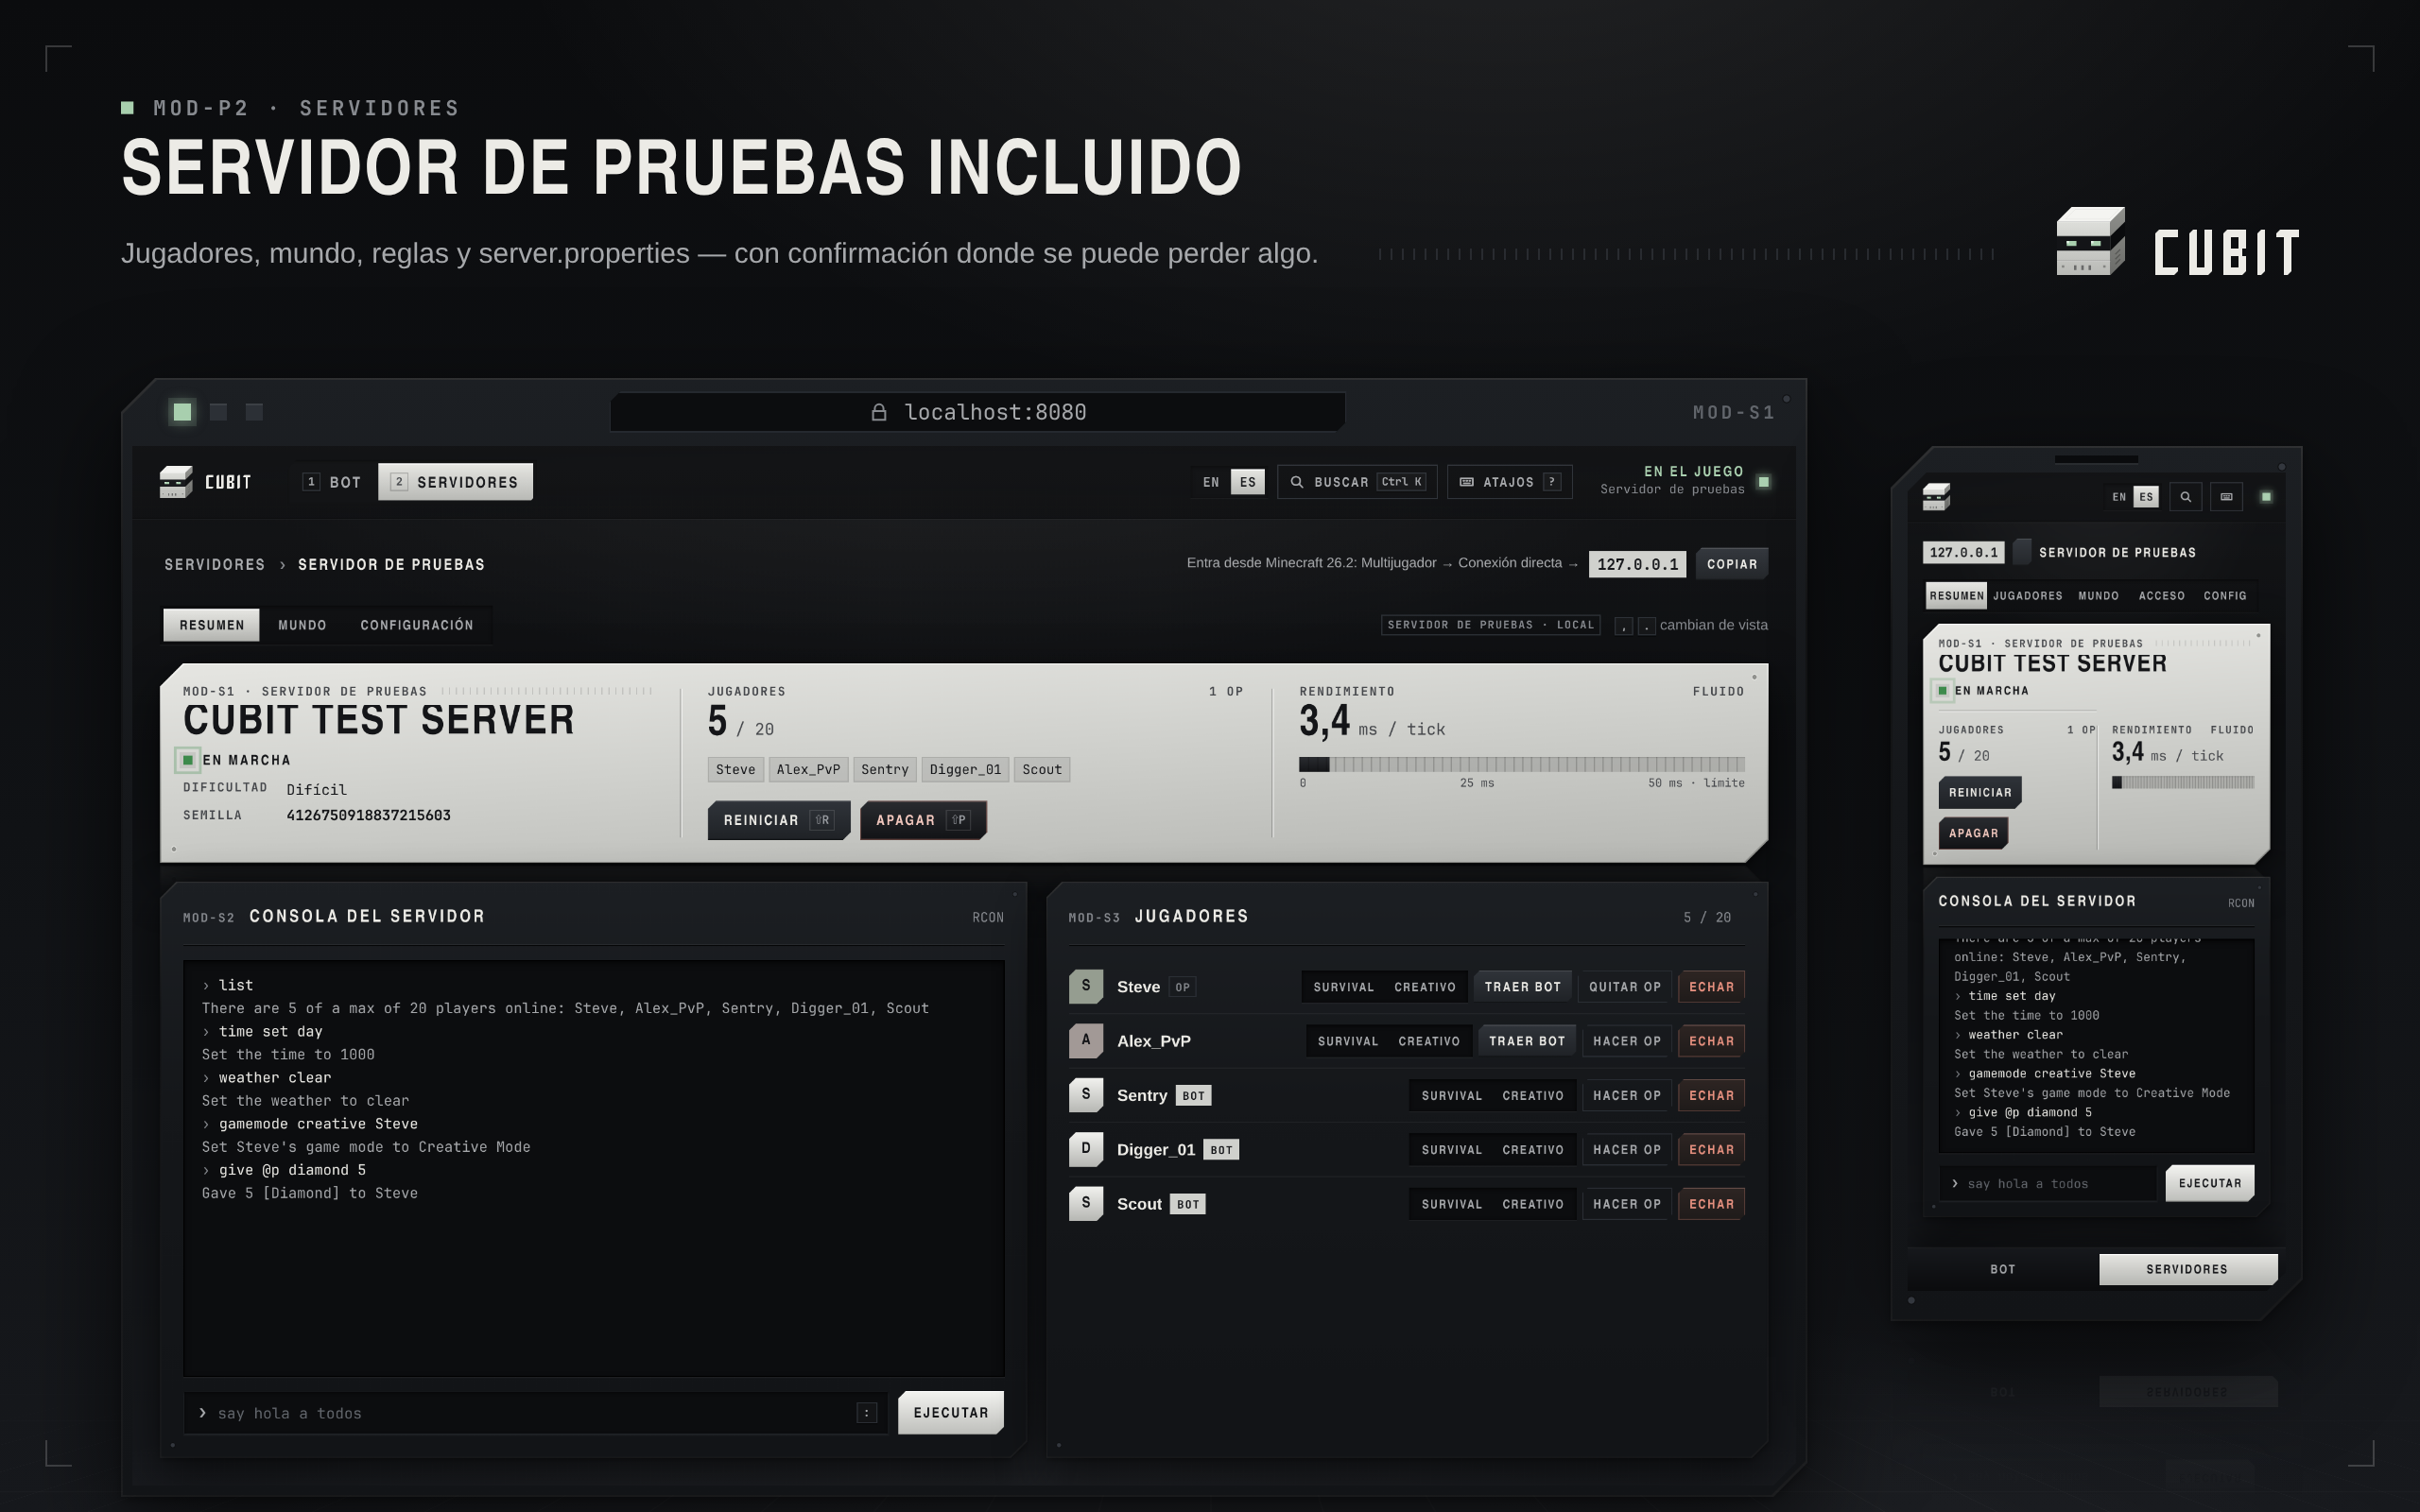 MOD-P2 · SERVIDORES
SERVIDOR DE PRUEBAS INCLUIDO
Jugadores, mundo, reglas y server.properties — con confirmación donde se puede perder algo.
CUBIT
localhost:8080
MOD-S1
CUBIT
1 BOT
2 SERVIDORES
EN ES
BUSCAR Ctrl K
ATAJOS ?
EN EL JUEGO
Servidor de pruebas
SERVIDORES › SERVIDOR DE PRUEBAS
Entra desde Minecraft 26.2: Multijugador → Conexión directa → 127.0.0.1 COPIAR
RESUMEN MUNDO CONFIGURACIÓN
SERVIDOR DE PRUEBAS · LOCAL , . cambian de vista
MOD-S1 · SERVIDOR DE PRUEBAS
CUBIT TEST SERVER
EN MARCHA
DIFICULTAD Difícil
SEMILLA 4126750918837215603
JUGADORES 1 OP
5 / 20
Steve Alex_PvP Sentry Digger_01 Scout
REINICIAR ⇧R APAGAR ⇧P
RENDIMIENTO FLUIDO
3,4 ms / tick
0 25 ms 50 ms · límite
MOD-S2 CONSOLA DEL SERVIDOR RCON
› list
There are 5 of a max of 20 players online: Steve, Alex_PvP, Sentry, Digger_01, Scout
› time set day
Set the time to 1000
› weather clear
Set the weather to clear
› gamemode creative Steve
Set Steve's game mode to Creative Mode
› give @p diamond 5
Gave 5 [Diamond] to Steve
› say hola a todos :
EJECUTAR
MOD-S3 JUGADORES 5 / 20
S Steve OP SURVIVAL CREATIVO TRAER BOT QUITAR OP ECHAR
A Alex_PvP SURVIVAL CREATIVO TRAER BOT HACER OP ECHAR
S Sentry BOT SURVIVAL CREATIVO HACER OP ECHAR
D Digger_01 BOT SURVIVAL CREATIVO HACER OP ECHAR
S Scout BOT SURVIVAL CREATIVO HACER OP ECHAR
EN ES
127.0.0.1 SERVIDOR DE PRUEBAS
RESUMEN JUGADORES MUNDO ACCESO CONFIG
MOD-S1 · SERVIDOR DE PRUEBAS
CUBIT TEST SERVER
EN MARCHA
JUGADORES 1 OP
5 / 20
REINICIAR
APAGAR
RENDIMIENTO FLUIDO
3,4 ms / tick
CONSOLA DEL SERVIDOR RCON
There are 5 of a max of 20 players
online: Steve, Alex_PvP, Sentry,
Digger_01, Scout
› time set day
Set the time to 1000
› weather clear
Set the weather to clear
› gamemode creative Steve
Set Steve's game mode to Creative Mode
› give @p diamond 5
Gave 5 [Diamond] to Steve
› say hola a todos
EJECUTAR
BOT SERVIDORES
BOT SERVIDORES